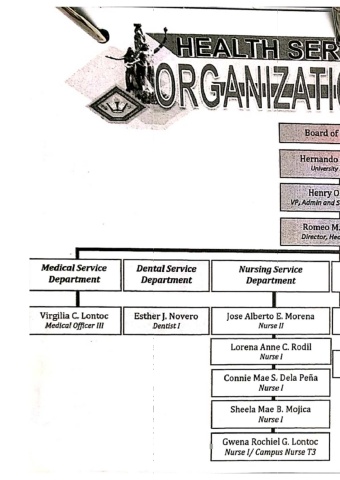 HEALTH SER
ORGANIZATI
Board of
Hernando
University
Henry O
VP, Admin and S
Romeo M.
Director, Hea
Medical Service
Department
Dental Service
Department
Nursing Service
Department
Virgilia C. Lontoc
Medical Officer III
Esther J. Novero
Dentist I
Jose Alberto E. Morena
Nurse II
Lorena Anne C. Rodil
Nurse I
Connie Mae S. Dela Peña
Nurse I
Sheela Mae B. Mojica
Nurse I
Gwena Rochiel G. Lontoc
Nurse I/ Campus Nurse T3